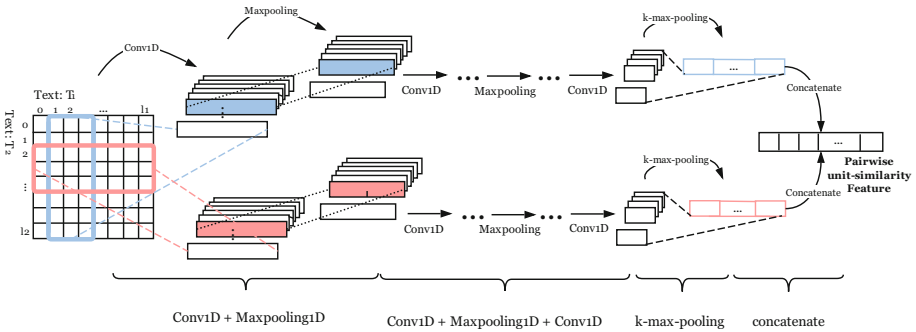 Maxpooling
k-max-pooling
Conv1D
Text: T1
0 1 2 ... l1
Text: T2
0
1
2
...
l2
...
Conv1D
Maxpooling
Conv1D
Concatenate
...
Pairwise
unit-similarity
Feature
k-max-pooling
Concatenate
...
Conv1D
Maxpooling
Conv1D
Conv1D + Maxpooling1D
Conv1D + Maxpooling1D + Conv1D
k-max-pooling
concatenate